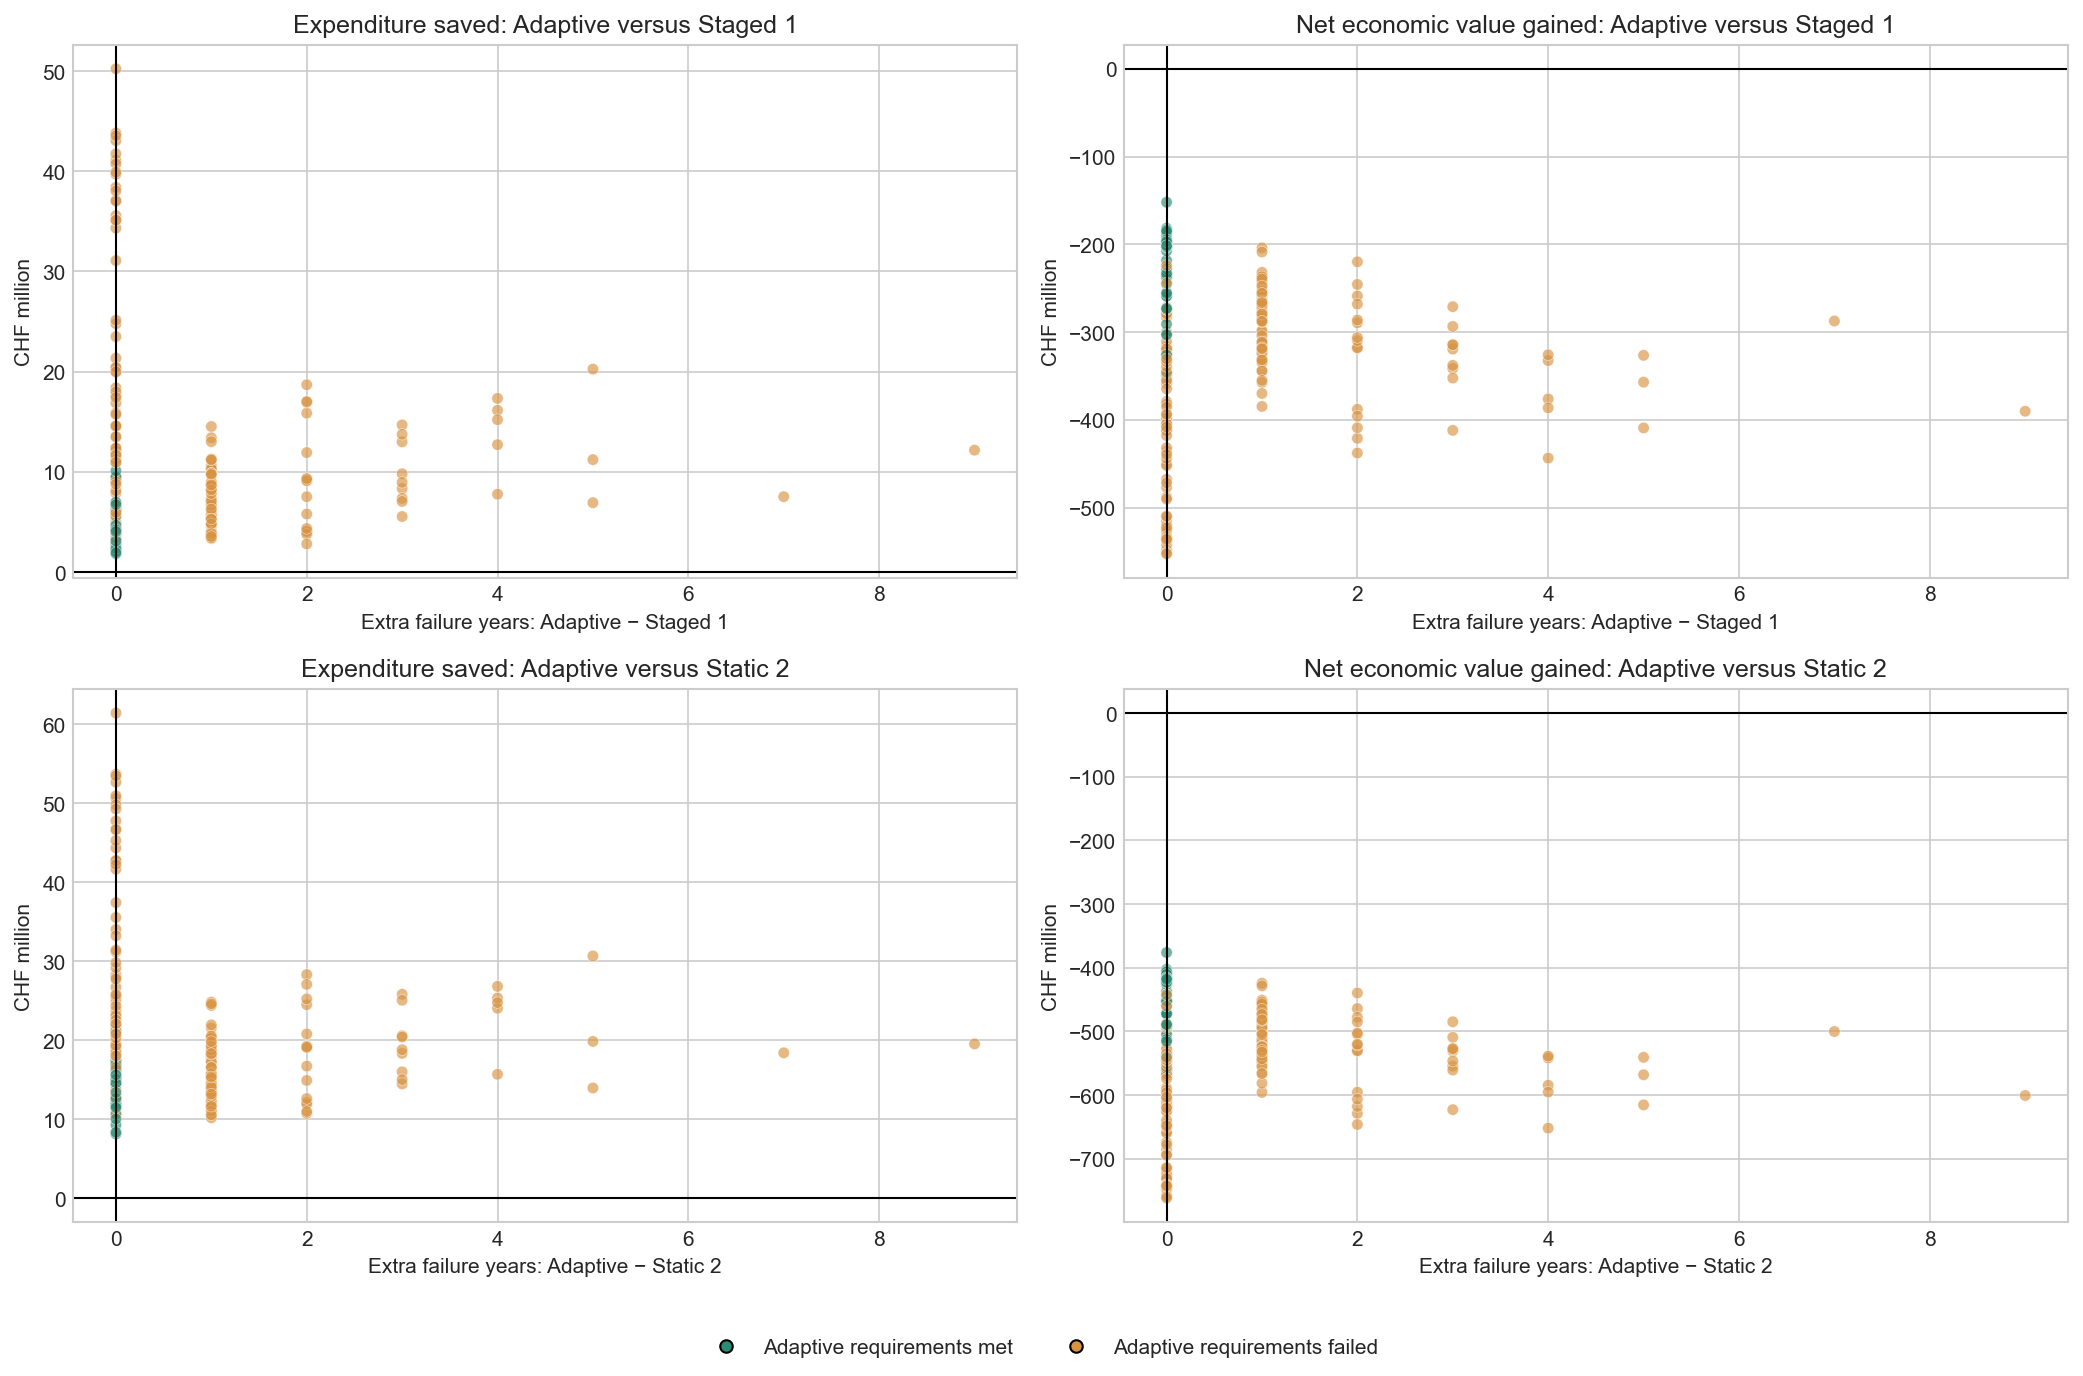 Expenditure saved: Adaptive versus Staged 1
50
40
30
20
10
0
CHF million
0 2 4 6 8
Extra failure years: Adaptive − Staged 1
Net economic value gained: Adaptive versus Staged 1
0
−100
−200
−300
−400
−500
CHF million
0 2 4 6 8
Extra failure years: Adaptive − Staged 1
Expenditure saved: Adaptive versus Static 2
60
50
40
30
20
10
0
CHF million
0 2 4 6 8
Extra failure years: Adaptive − Static 2
Net economic value gained: Adaptive versus Static 2
0
−100
−200
−300
−400
−500
−600
−700
CHF million
0 2 4 6 8
Extra failure years: Adaptive − Static 2
Adaptive requirements met
Adaptive requirements failed